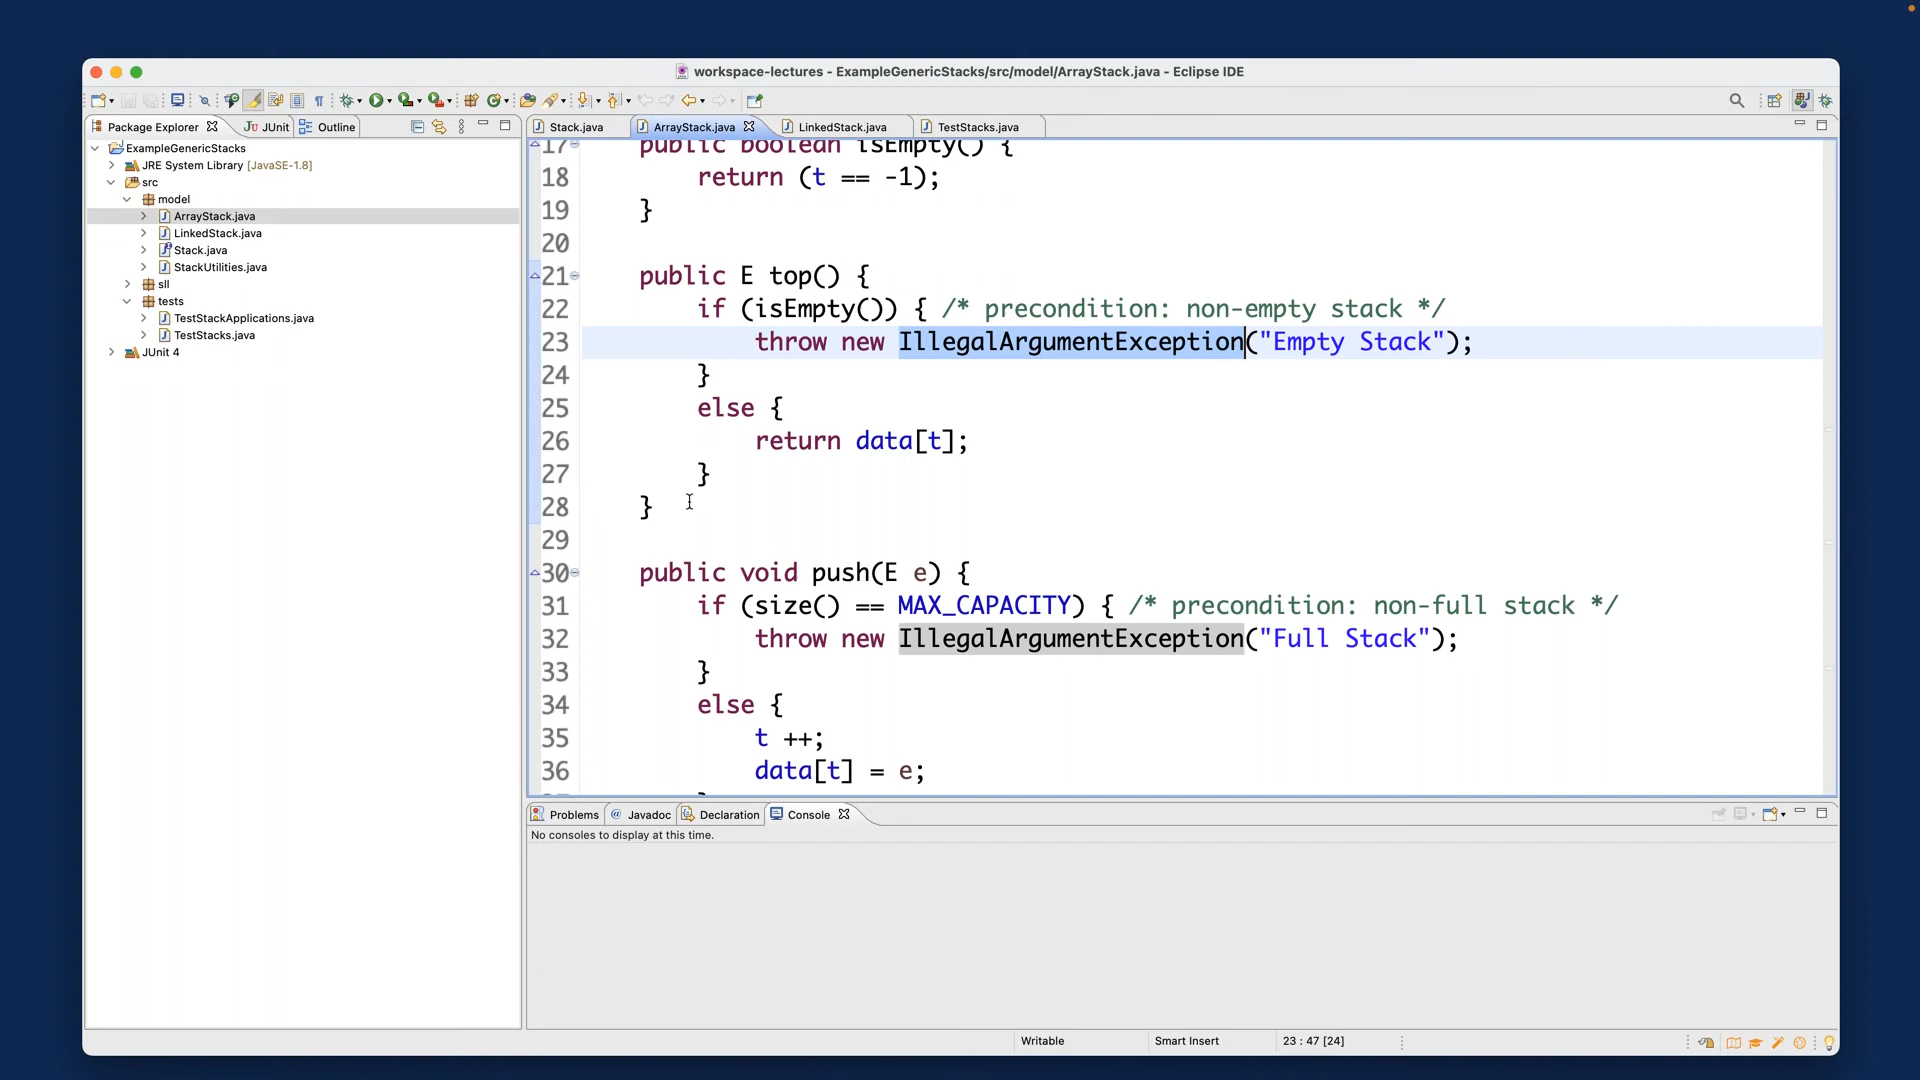 workspace-lectures - ExampleGenericStacks/src/model/ArrayStack.java - Eclipse IDE
Package Explorer
JUnit
Outline
ExampleGenericStacks
JRE System Library [JavaSE-1.8]
src
model
ArrayStack.java
LinkedStack.java
Stack.java
StackUtilities.java
sll
tests
TestStackApplications.java
TestStacks.java
JUnit 4
Stack.java
ArrayStack.java
LinkedStack.java
TestStacks.java
17 public boolean isEmpty() {
18 return (t == -1);
19 }
20
21 public E top() {
22 if (isEmpty()) { /* precondition: non-empty stack */
23 throw new IllegalArgumentException("Empty Stack");
24 }
25 else {
26 return data[t];
27 }
28 }
29
30 public void push(E e) {
31 if (size() == MAX_CAPACITY) { /* precondition: non-full stack */
32 throw new IllegalArgumentException("Full Stack");
33 }
34 else {
35 t ++;
36 data[t] = e;
Problems
Javadoc
Declaration
Console
No consoles to display at this time.
Writable
Smart Insert
23 : 47 [24]